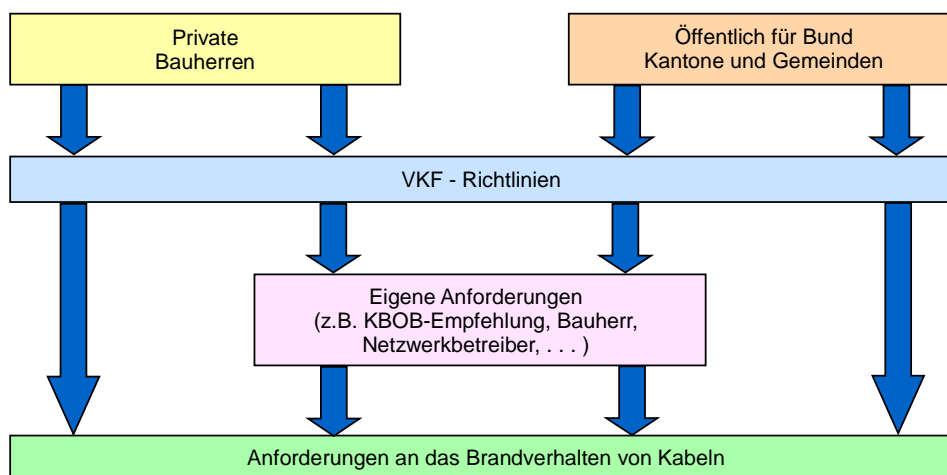 Private
Bauherren
Öffentlich für Bund
Kantone und Gemeinden
VKF - Richtlinien
Eigene Anforderungen
(z.B. KBOB-Empfehlung, Bauherr,
Netzwerkbetreiber, . . . )
Anforderungen an das Brandverhalten von Kabeln